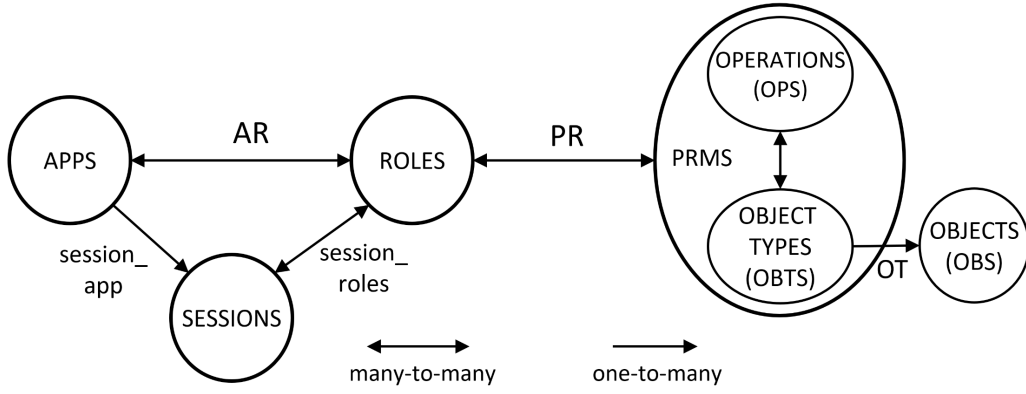 OPERATIONS
(OPS)
AR
PR
APPS
ROLES
PRMS
OBJECT
TYPES
(OBTS)
OBJECTS
(OBS)
OT
session_
app
session_
roles
SESSIONS
many-to-many
one-to-many